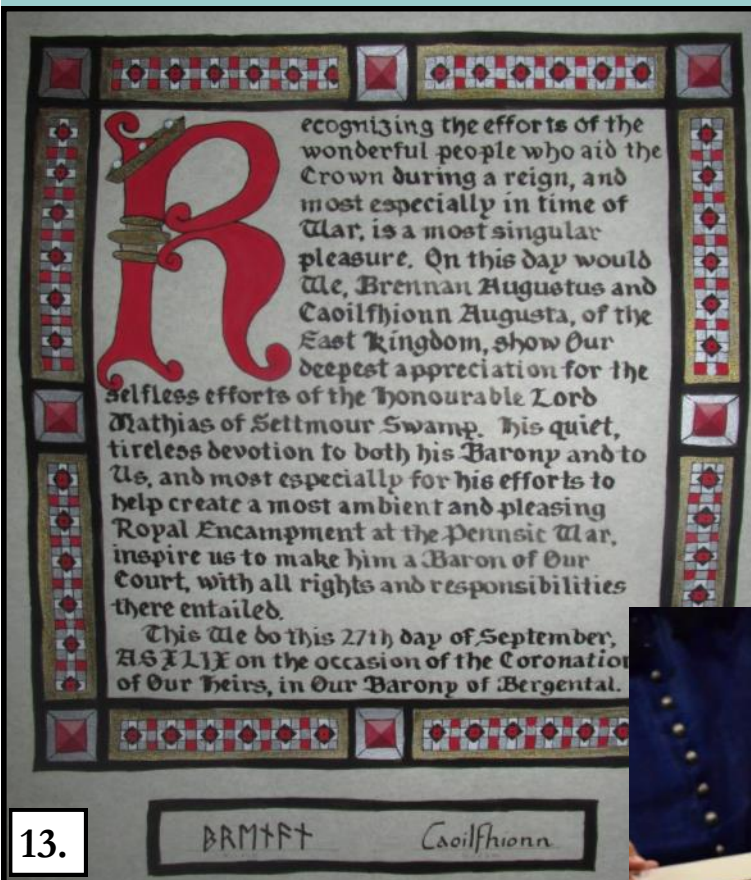 Recognizing the efforts of the
wonderful people who aid the
Crown during a reign, and
most especially in time of
War, is a most singular
pleasure. On this day would
We, Brennan Augustus and
Caoilfhionn Augusta, of the
East Kingdom, show Our
deepest appreciation for the
selfless efforts of the Honourable Lord
Mathias of Settmour Swamp. His quiet,
tireless devotion to both his Barony and to
Us, and most especially for his efforts to
help create a most ambient and pleasing
Royal Encampment at the Pennsic War,
inspire us to make him a Baron of Our
Court, with all rights and responsibilities
there entailed.
This We do this 27th day of September,
AS XLIX on the occasion of the Coronation
of Our Heirs, in Our Barony of Bergental.
ᛒᚱᛖᚾᚨᚾ Caoilfhionn
13.